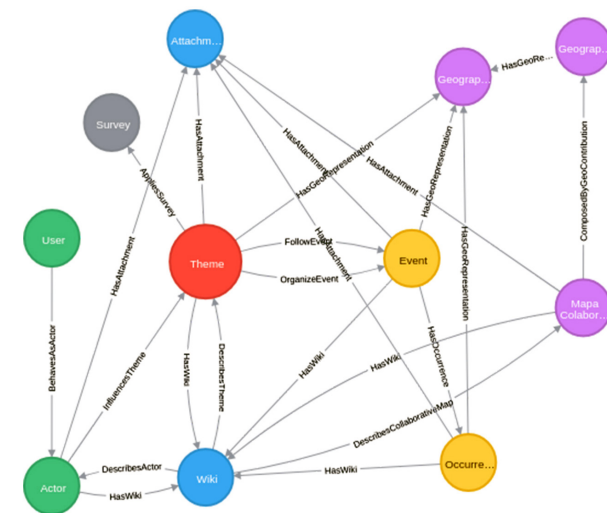 Attachm...
Geograp...
Geograp...
HasGeoRe...
Survey
HasAttachment
HasAttachment
HasGeoRepresentation
HasAttachment
AppliesSurvey
HasGeoRepresentation
ComposedByGeoContribution
User
Theme
FollowEvent
Event
HasAttachment
HasAttachment
OrganizeEvent
HasGeoRepresentation
Mapa
Colabor...
BehavesAsActor
InfluencesTheme
HasWiki
DescribesTheme
HasWiki
HasOccurrence
HasWiki
DescribesCollaborativeMap
Actor
DescribesActor
HasWiki
Wiki
HasWiki
Occurre...